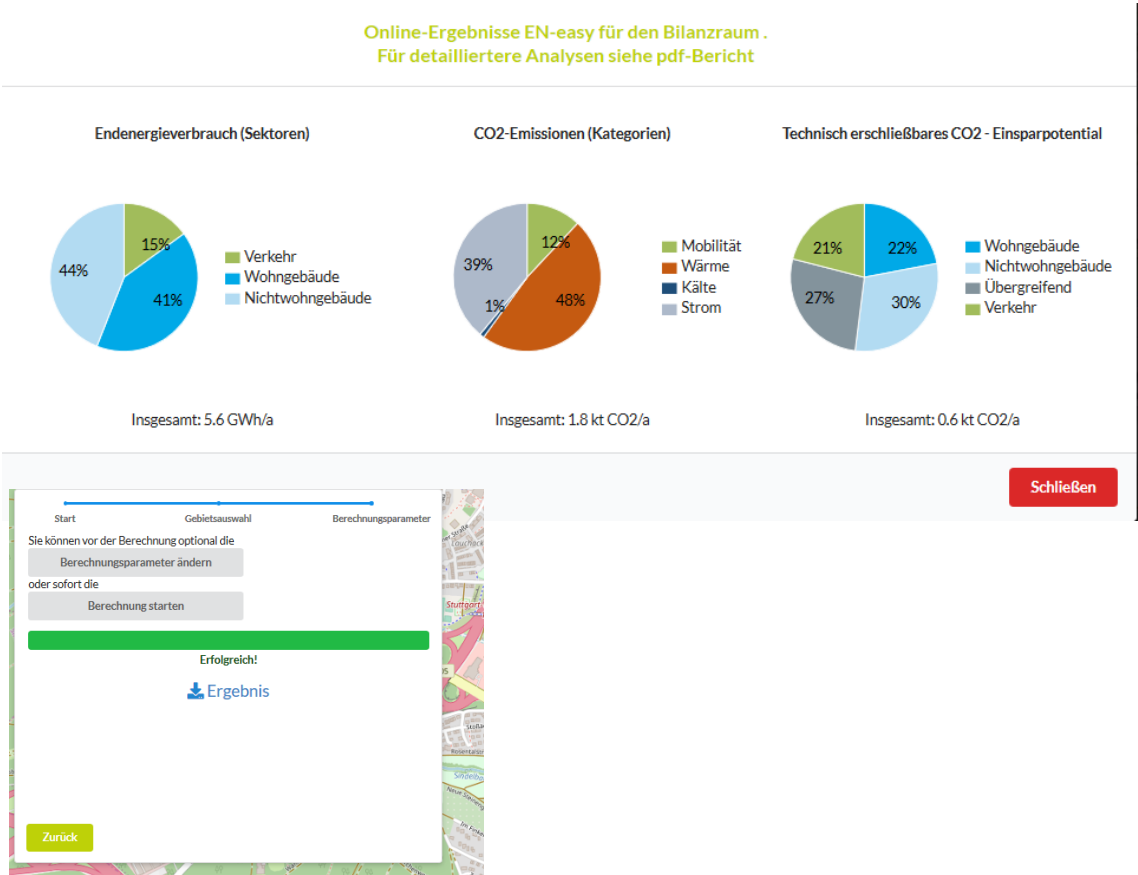 Online-Ergebnisse EN-easy für den Bilanzraum .
Für detailliertere Analysen siehe pdf-Bericht
Endenergieverbrauch (Sektoren)
15%
41%
44%
Verkehr
Wohngebäude
Nichtwohngebäude
Insgesamt: 5.6 GWh/a
CO2-Emissionen (Kategorien)
12%
48%
1%
39%
Mobilität
Wärme
Kälte
Strom
Insgesamt: 1.8 kt CO2/a
Technisch erschließbares CO2 - Einsparpotential
22%
30%
27%
21%
Wohngebäude
Nichtwohngebäude
Übergreifend
Verkehr
Insgesamt: 0.6 kt CO2/a
Schließen
Start
Gebietsauswahl
Berechnungsparameter
Sie können vor der Berechnung optional die
Berechnungsparameter ändern
oder sofort die
Berechnung starten
Erfolgreich!
Ergebnis
Zurück
Stuttgart